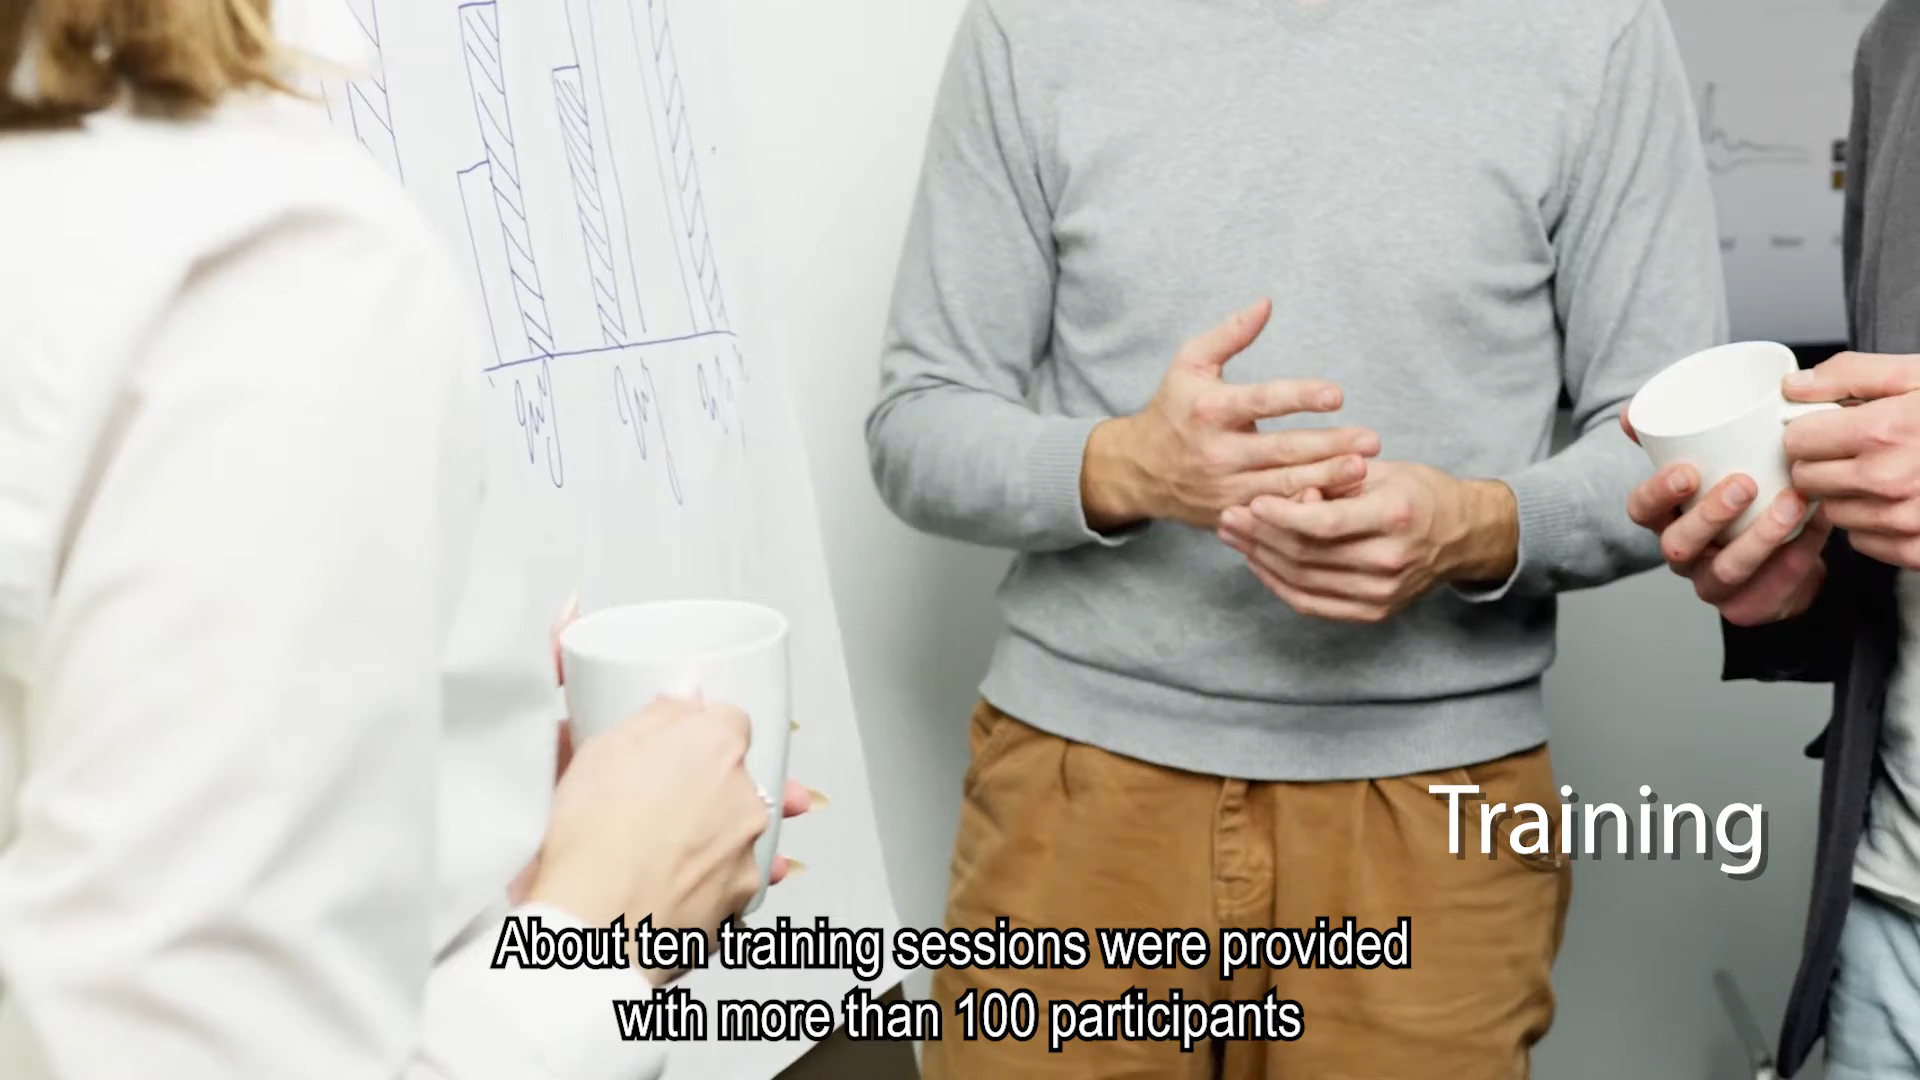 Training
About ten training sessions were provided
with more than 100 participants